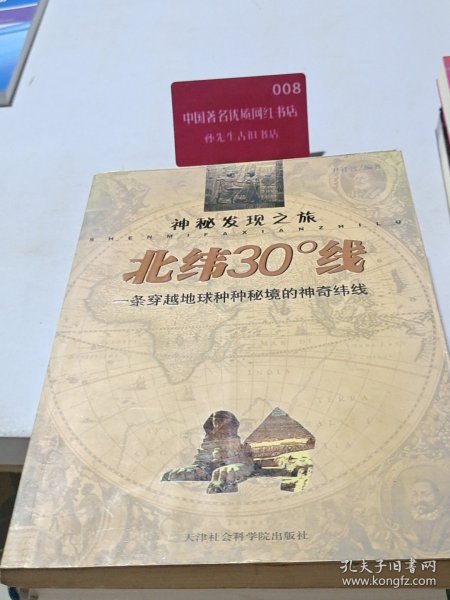 008
中国著名优质网红书店
孙先生古旧书店
神秘发现之旅
SHENMIFAXIANZHILU
北纬30°线
一条穿越地球种种秘境的神奇纬线
天津社会科学院出版社
孔夫子旧书网
www.kongfz.com